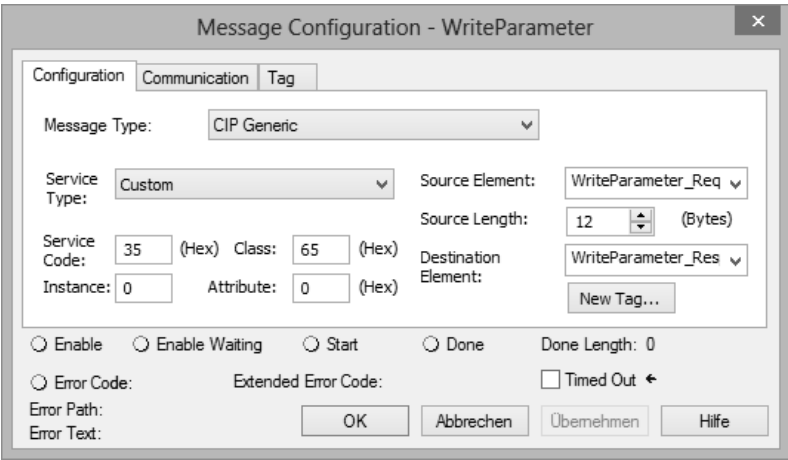 Message Configuration - WriteParameter
×
Configuration Communication Tag
Message Type: CIP Generic
Service Type: Custom
Source Element: WriteParameter_Req
Source Length: 12 (Bytes)
Service Code: 35 (Hex) Class: 65 (Hex)
Destination Element: WriteParameter_Res
Instance: 0 Attribute: 0 (Hex)
New Tag...
Enable Enable Waiting Start Done Done Length: 0
Error Code: Extended Error Code: Timed Out ←
Error Path:
Error Text:
OK Abbrechen Übernehmen Hilfe